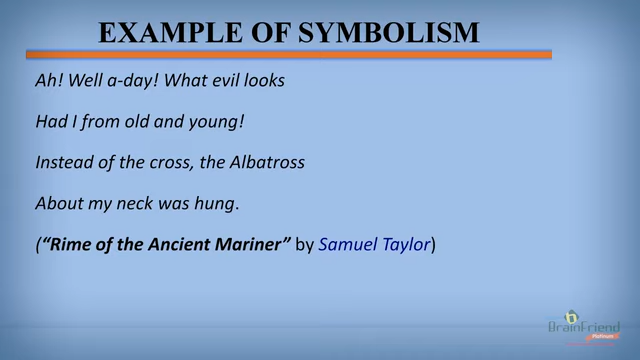 EXAMPLE OF SYMBOLISM
Ah! Well a-day! What evil looks
Had I from old and young!
Instead of the cross, the Albatross
About my neck was hung.
(“Rime of the Ancient Mariner” by Samuel Taylor)
BrainFriend
Platinum